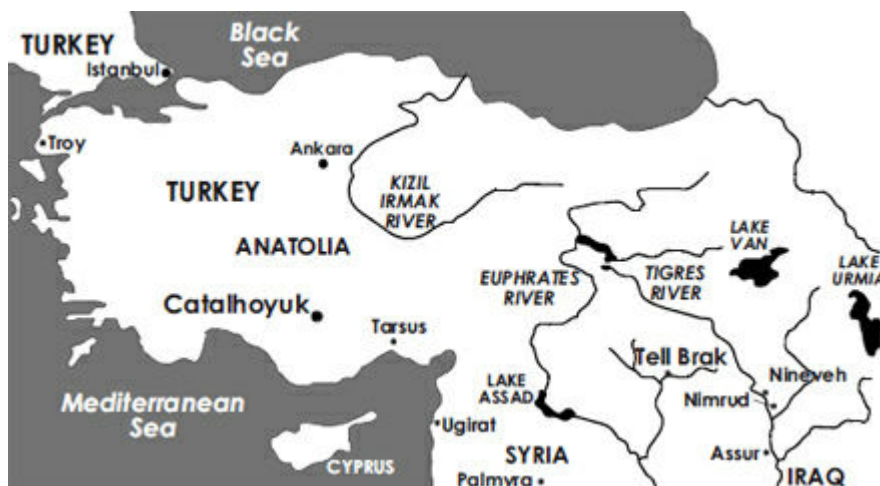 Black
Sea
TURKEY
Istanbul
Troy
Ankara
TURKEY
KIZIL
IRMAK
RIVER
ANATOLIA
LAKE
VAN
LAKE
URMIA
EUPHRATES
RIVER
TIGRES
RIVER
Catalhoyuk
Tarsus
Tell Brak
Nineveh
Nimrud
LAKE
ASSAD
Mediterranean
Sea
Ugirat
CYPRUS
SYRIA
Assur
IRAQ
Palmyra